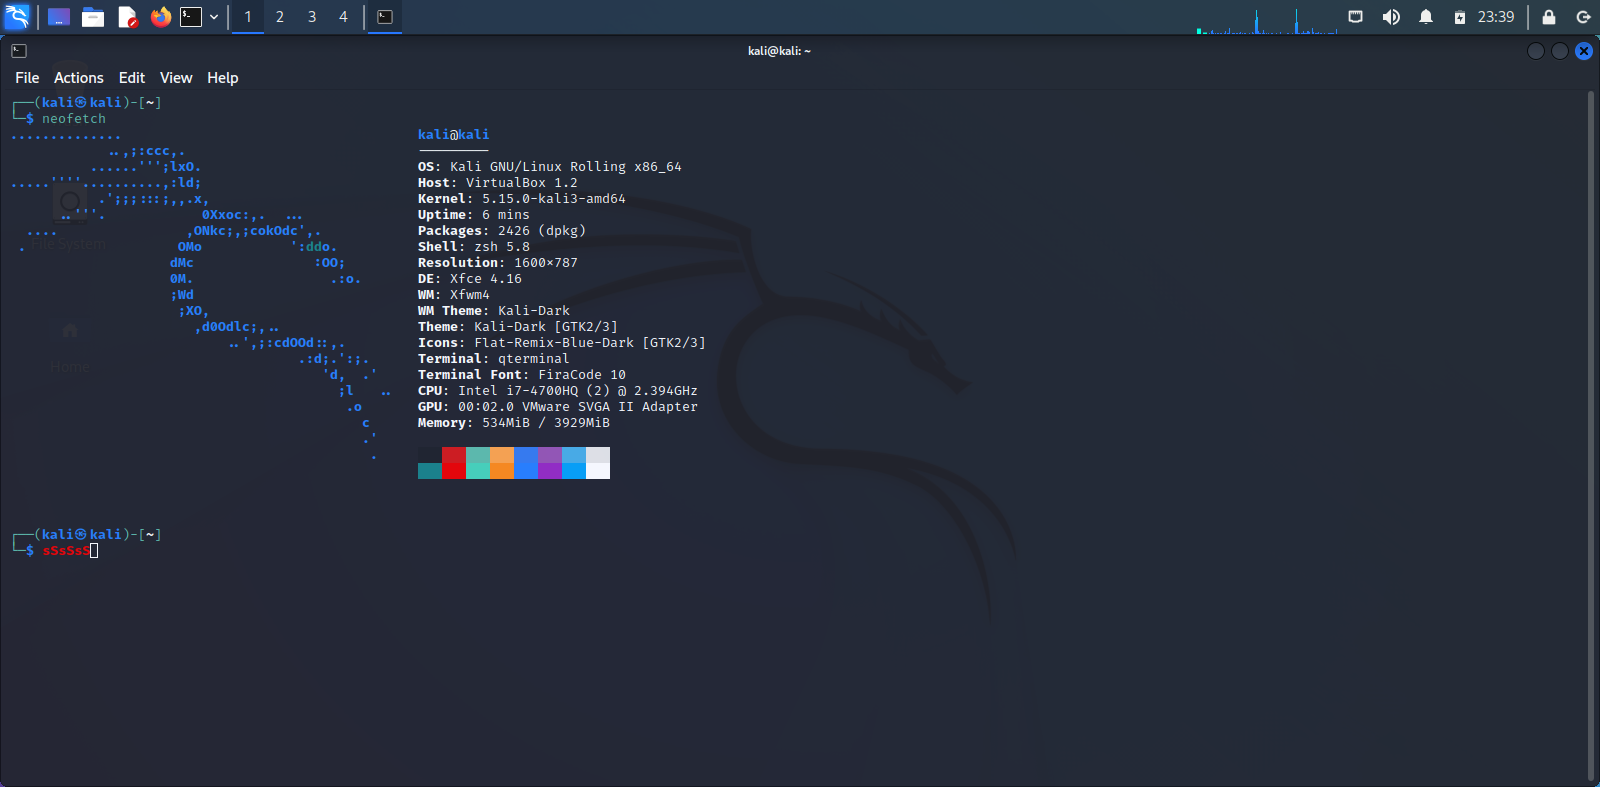 1 2 3 4 23:39
kali@kali: ~
File Actions Edit View Help
┌──(kali㉿kali)-[~]
└─$ neofetch
..............
            ..,;:ccc,.
          ......''';lxO.
.....''''..........,:ld;
           .';;;:::;,,.x,
      ..'''.            0Xxoc:,.  ...
  ....                ,ONkc;,;cokOdc',.
 .                   OMo           ':ddo.
                    dMc               :OO;
                    0M.                 .:o.
                    ;Wd
                     ;XO,
                       ,d0Odlc;,..
                           ..',;:cdOOd::,.
                                    .:d;.':;.
                                       'd,  .'
                                         ;l   ..
                                          .o
                                            c
                                            .'
                                             .
kali@kali
---------
OS: Kali GNU/Linux Rolling x86_64
Host: VirtualBox 1.2
Kernel: 5.15.0-kali3-amd64
Uptime: 6 mins
Packages: 2426 (dpkg)
Shell: zsh 5.8
Resolution: 1600x787
DE: Xfce 4.16
WM: Xfwm4
WM Theme: Kali-Dark
Theme: Kali-Dark [GTK2/3]
Icons: Flat-Remix-Blue-Dark [GTK2/3]
Terminal: qterminal
Terminal Font: FiraCode 10
CPU: Intel i7-4700HQ (2) @ 2.394GHz
GPU: 00:02.0 VMware SVGA II Adapter
Memory: 534MiB / 3929MiB
File System
Home
┌──(kali㉿kali)-[~]
└─$ sSsSsS